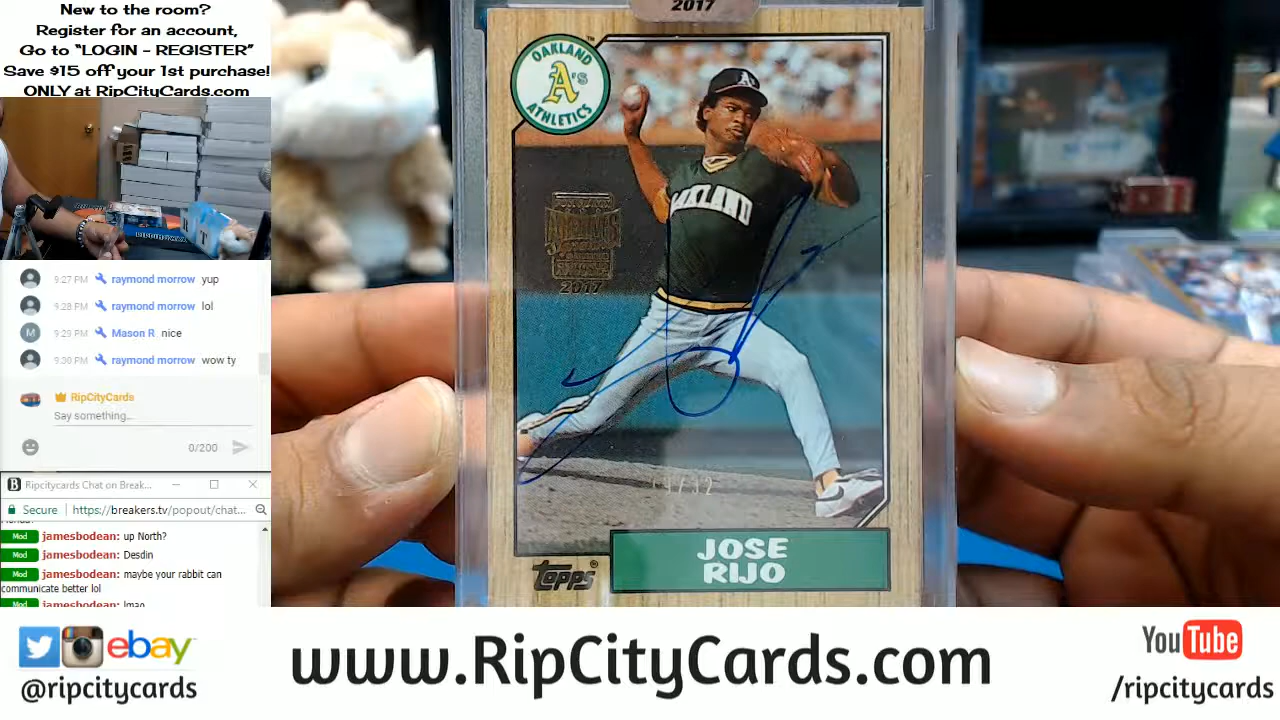 New to the room?
Register for an account,
Go to “LOGIN - REGISTER”
Save $15 off your 1st purchase!
ONLY at RipCityCards.com
9:27 PM raymond morrow yup
9:28 PM raymond morrow lol
M 9:29 PM Mason R. nice
9:30 PM raymond morrow wow ty
RipCityCards
Say something...
0/200
B Ripcitycards Chat on Break...
Secure https://breakers.tv/popout/chat...
Mod jamesbodean: up North?
Mod jamesbodean: Desdin
Mod jamesbodean: maybe your rabbit can
communicate better lol
Mod jamesbodean: lmao
2017
OAKLAND
A's
ATHLETICS
TM
A
OAKLAND
2017
JOSE
RIJO
Topps®
ebay
@ripcitycards
www.RipCityCards.com
YouTube
/ripcitycards